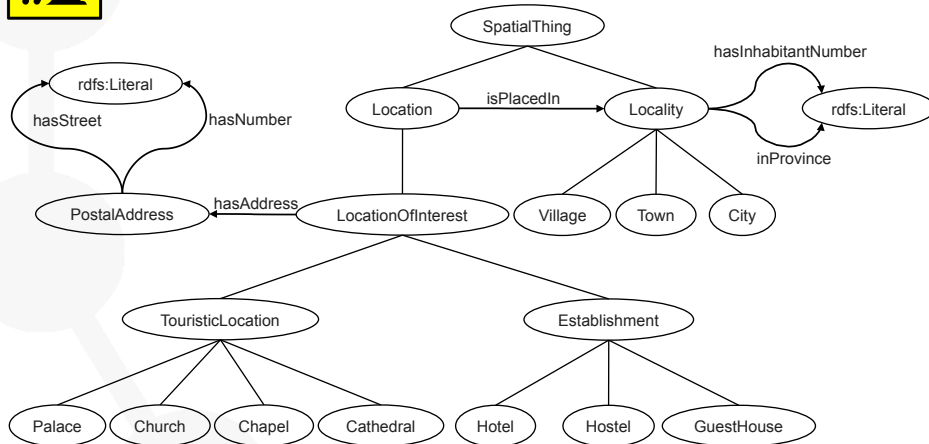 SpatialThing
hasInhabitantNumber
rdfs:Literal
Location
isPlacedIn
Locality
rdfs:Literal
hasStreet
hasNumber
inProvince
PostalAddress
hasAddress
LocationOfInterest
Village
Town
City
TouristicLocation
Establishment
Palace
Church
Chapel
Cathedral
Hotel
Hostel
GuestHouse